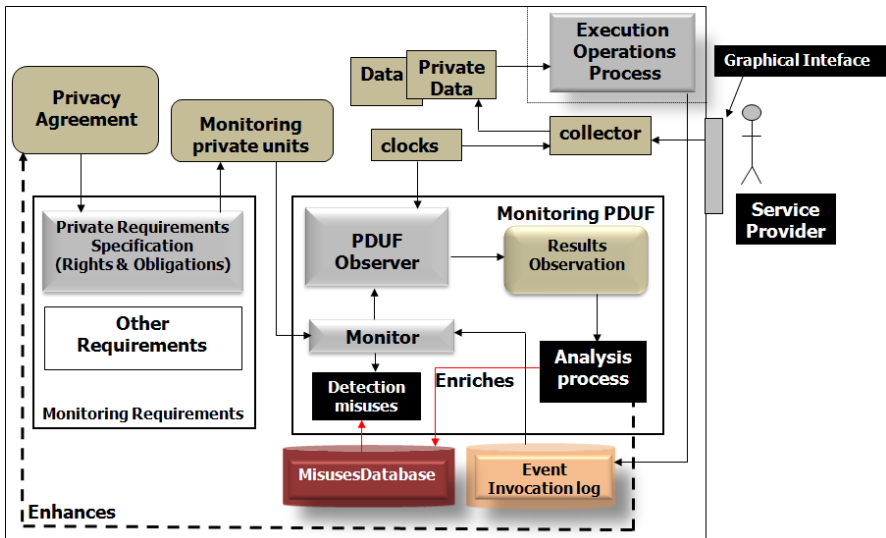 Execution
Operations
Process
Graphical Inteface
Data
Private
Data
Privacy
Agreement
Monitoring
private units
clocks
collector
Service
Provider
Private Requirements
Specification
(Rights & Obligations)
Other
Requirements
Monitoring Requirements
Monitoring PDUF
PDUF
Observer
Results
Observation
Monitor
Analysis
process
Enriches
Detection
misuses
MisusesDatabase
Event
Invocation log
Enhances